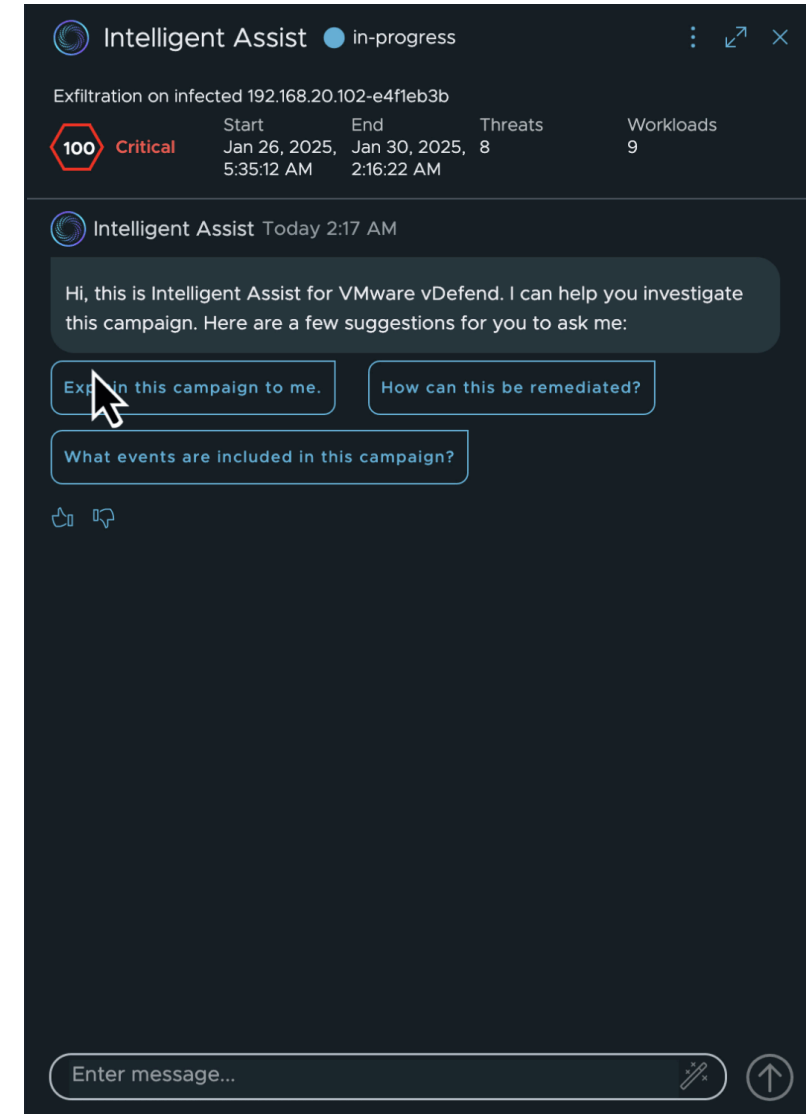 Intelligent Assist in-progress
Exfiltration on infected 192.168.20.102-e4f1eb3b
100 Critical
Start
Jan 26, 2025,
5:35:12 AM
End
Jan 30, 2025,
2:16:22 AM
Threats
8
Workloads
9
Intelligent Assist Today 2:17 AM
Hi, this is Intelligent Assist for VMware vDefend. I can help you investigate
this campaign. Here are a few suggestions for you to ask me:
Explain this campaign to me.
How can this be remediated?
What events are included in this campaign?
Enter message...